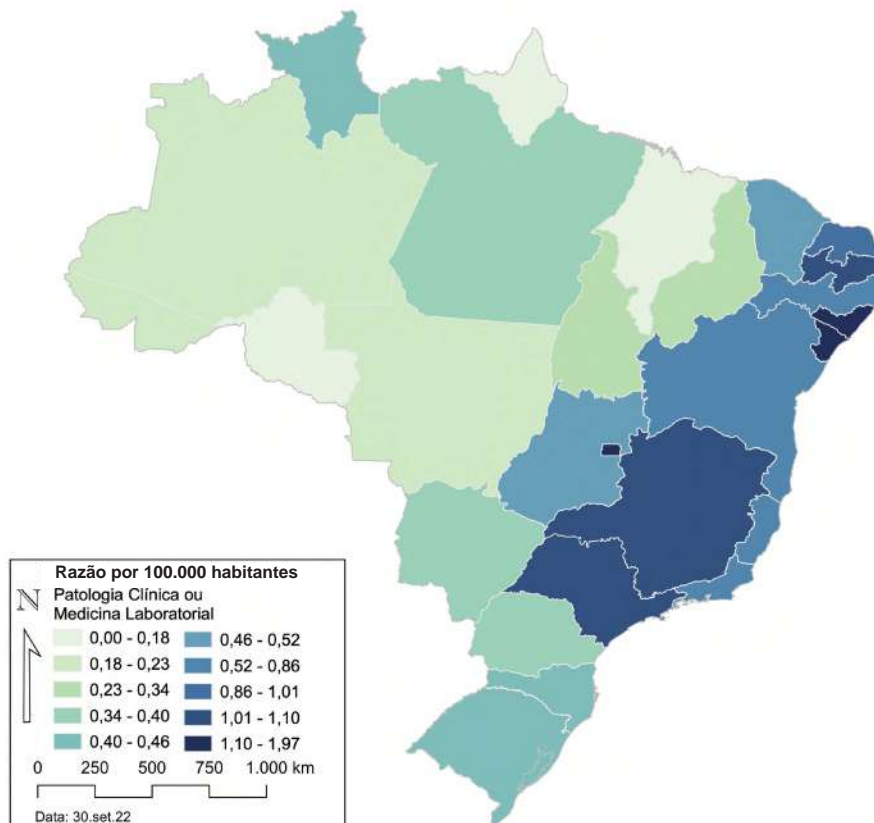 Razão por 100.000 habitantes
N
Patologia Clínica ou
Medicina Laboratorial
0,00 - 0,18
0,18 - 0,23
0,23 - 0,34
0,34 - 0,40
0,40 - 0,46
0,46 - 0,52
0,52 - 0,86
0,86 - 1,01
1,01 - 1,10
1,10 - 1,97
0 250 500 750 1.000 km
Data: 30.set.22